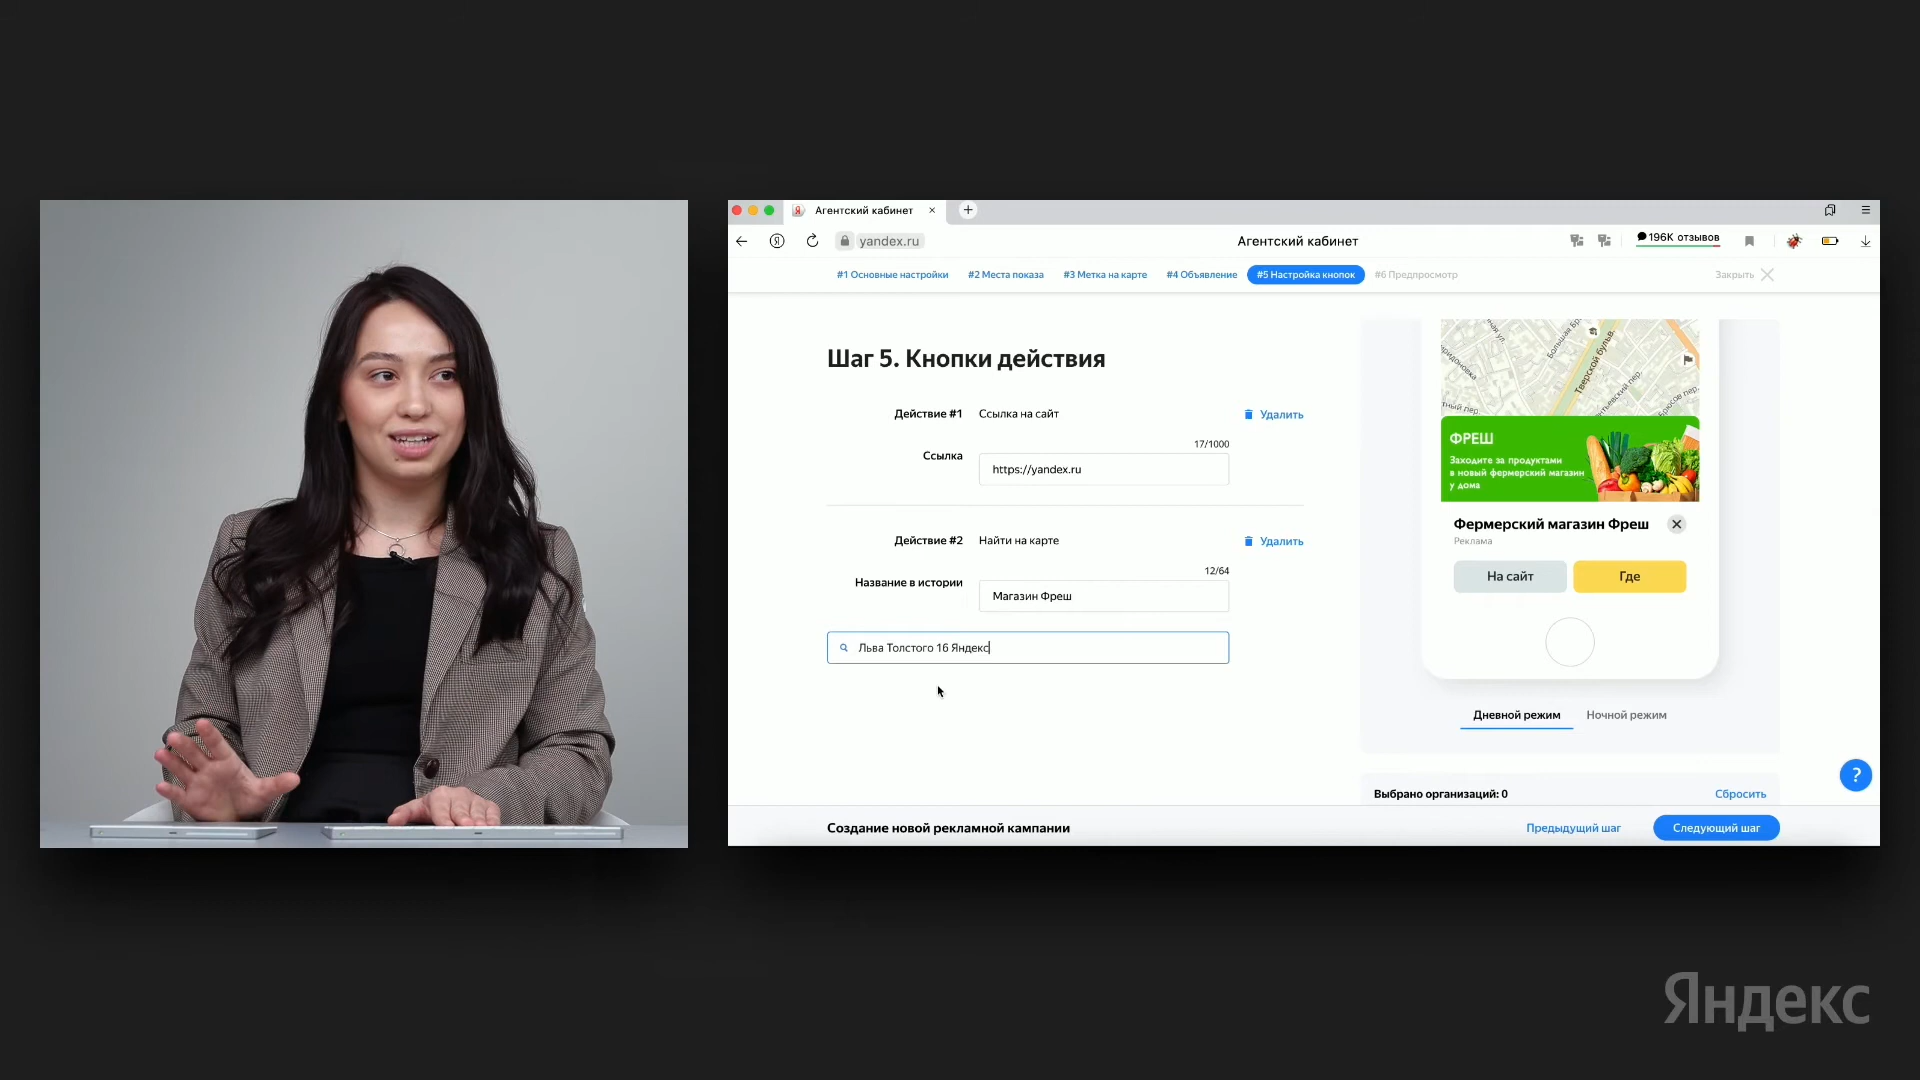 Агентский кабинет
yandex.ru
Агентский кабинет
196K отзывов
#1 Основные настройки
#2 Места показа
#3 Метка на карте
#4 Объявление
#5 Настройка кнопок
#6 Предпросмотр
Закрыть
Шаг 5. Кнопки действия
Действие #1
Ссылка на сайт
Удалить
17/1000
Ссылка
https://yandex.ru
Действие #2
Найти на карте
Удалить
12/64
Название в истории
Магазин Фреш
Льва Толстого 16 Яндекс
Тверской бульв.
ФРЕШ
Заходите за продуктами
в новый фермерский магазин
у дома
Фермерский магазин Фреш
Реклама
На сайт
Где
Дневной режим
Ночной режим
?
Выбрано организаций: 0
Сбросить
Создание новой рекламной кампании
Предыдущий шаг
Следующий шаг
Яндекс